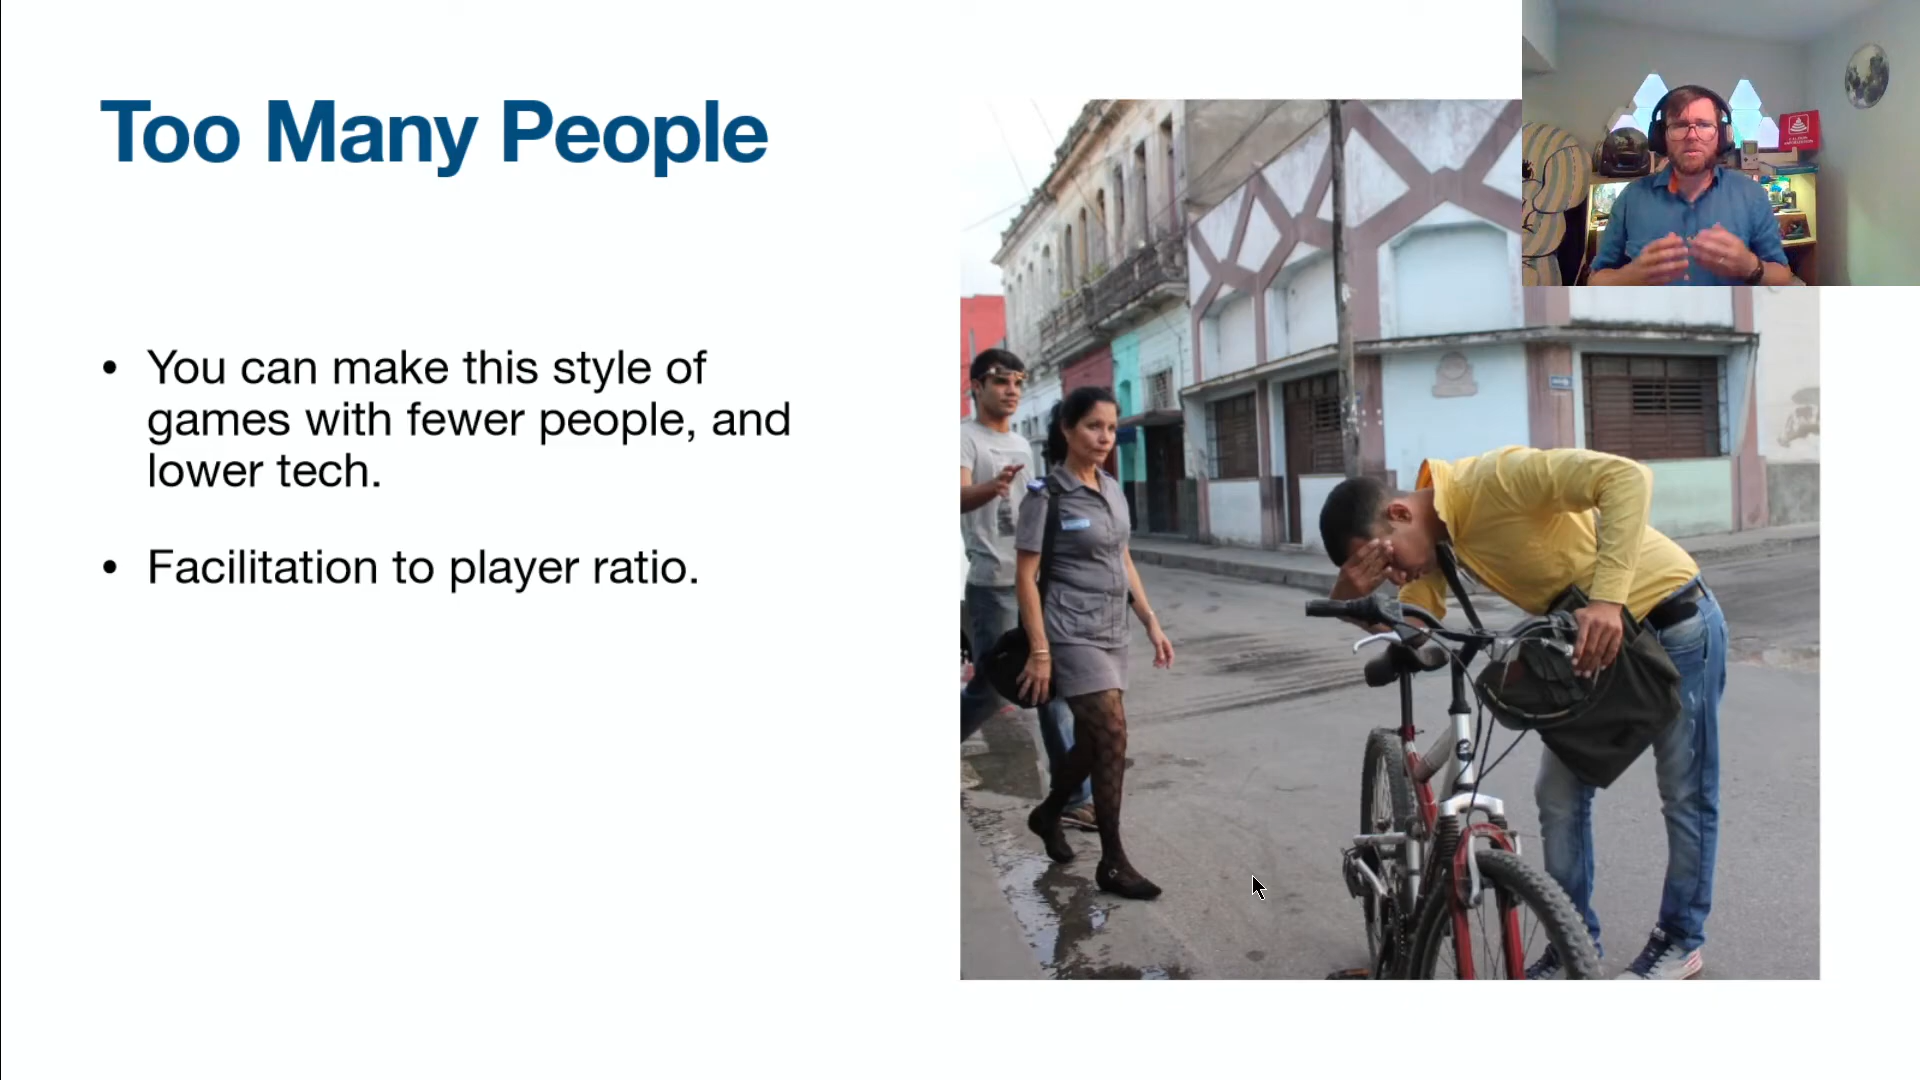 Too Many People
• You can make this style of
games with fewer people, and
lower tech.
• Facilitation to player ratio.